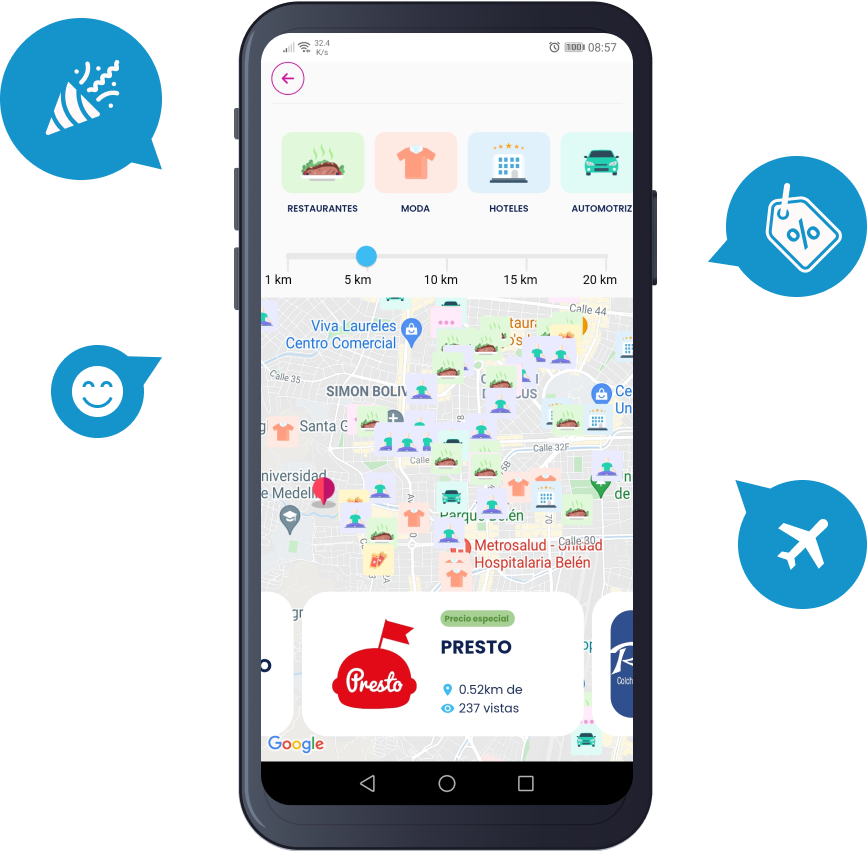 32.4
K/s
100
08:57
RESTAURANTES
MODA
HOTELES
AUTOMOTRIZ
1 km
5 km
10 km
15 km
20 km
Calle 44
Viva Laureles
Centro Comercial
Calle 35
SIMON BOLIV
Ce
Un
Santa
Calle 32F
Calle
niversidad
e Medell
de
Parque Belén
Calle 30
Metrosalud - Unidad
Hospitalaria Belén
Precio especial
PRESTO
Presto
0.52km de
237 vistas
Colch
Google